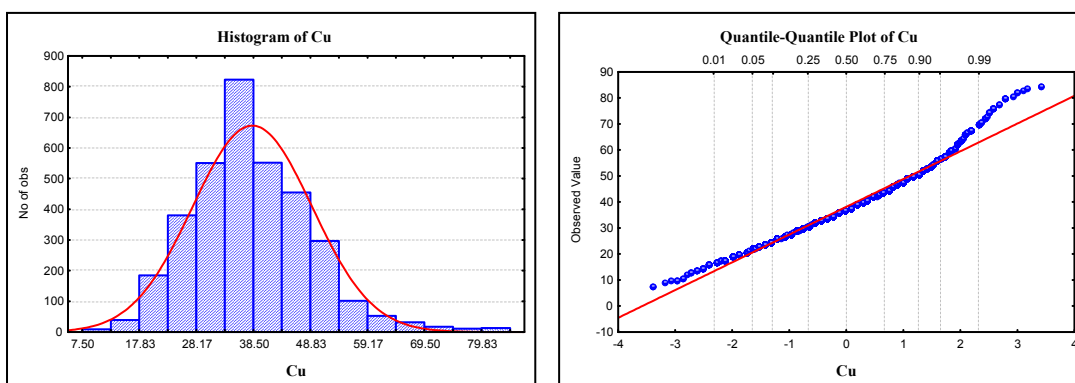 Histogram of Cu
900
800
700
600
500
400
300
200
100
0
No of obs
7.50 17.83 28.17 38.50 48.83 59.17 69.50 79.83
Cu
Quantile-Quantile Plot of Cu
0.01 0.05 0.25 0.50 0.75 0.90 0.99
90
80
70
60
50
40
30
20
10
0
-10
Observed Value
-4 -3 -2 -1 0 1 2 3 4
Cu